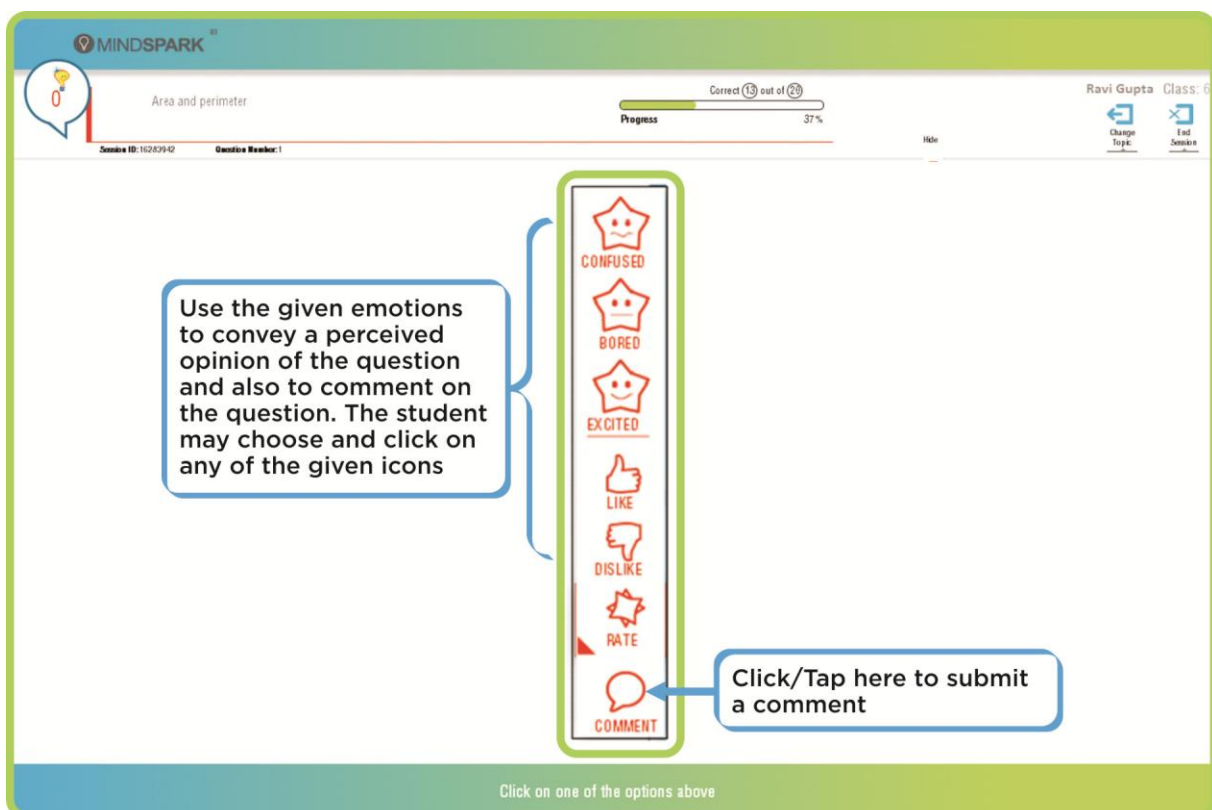 MINDSPARK
0
Area and perimeter
Correct 13 out of 20
Progress 37%
Session ID: 16283942 Question Number: 1
Hide
Ravi Gupta Class: 6
Change
Topic
End
Session
CONFUSED
BORED
EXCITED
LIKE
DISLIKE
RATE
COMMENT
Use the given emotions
to convey a perceived
opinion of the question
and also to comment on
the question. The student
may choose and click on
any of the given icons
Click/Tap here to submit
a comment
Click on one of the options above